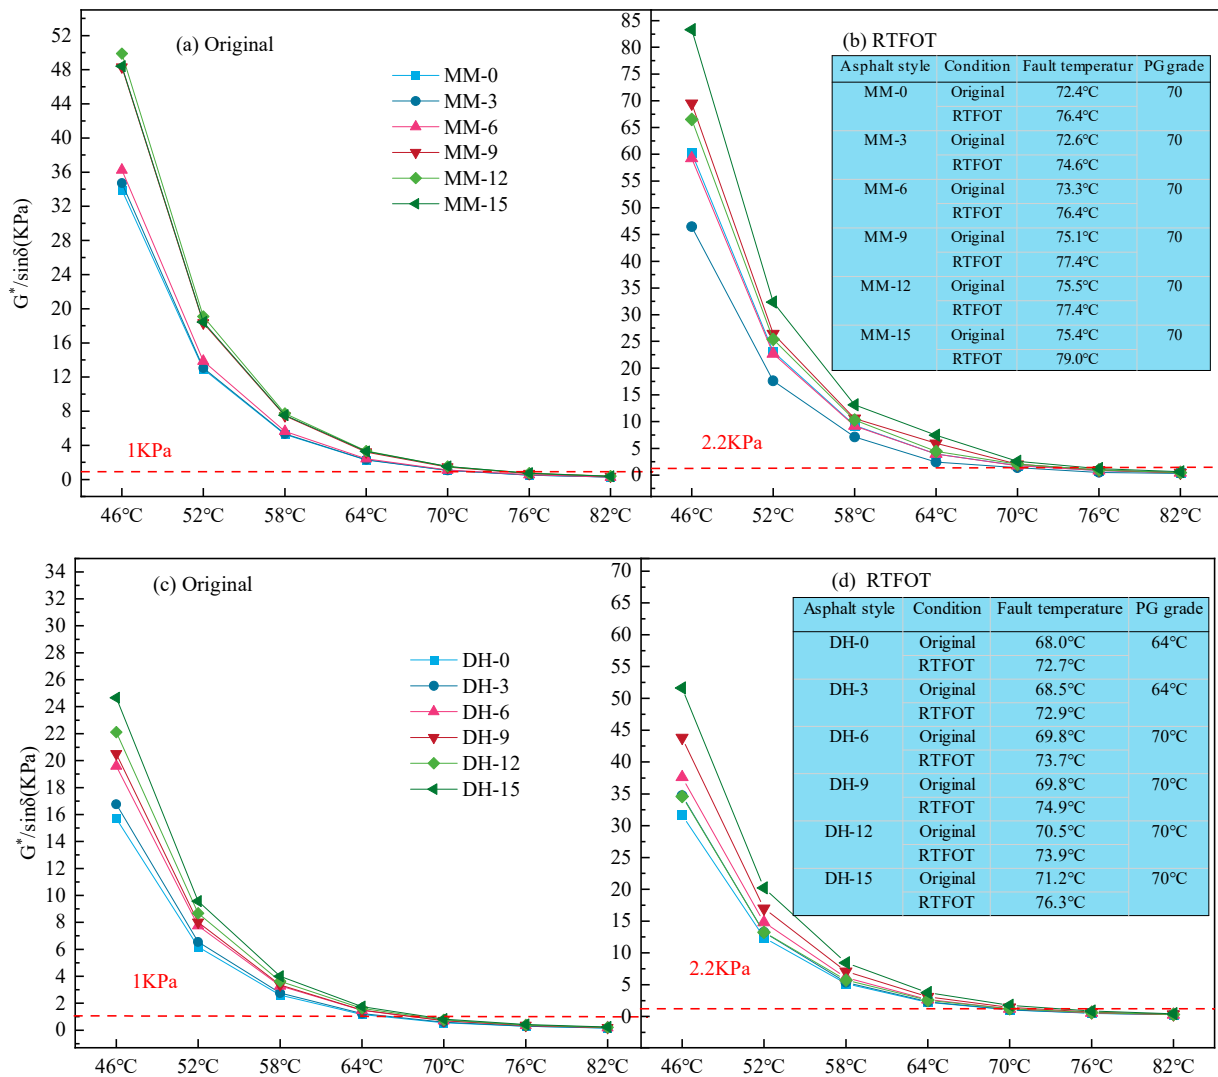 (a) Original
G*/sinδ(KPa)
52
48
44
40
36
32
28
24
20
16
12
8
4
0
MM-0
MM-3
MM-6
MM-9
MM-12
MM-15
1KPa
46℃ 52℃ 58℃ 64℃ 70℃ 76℃ 82℃
(b) RTFOT
85
80
75
70
65
60
55
50
45
40
35
30
25
20
15
10
5
0
Asphalt style Condition Fault temperatur PG grade
MM-0 Original 72.4℃ 70
RTFOT 76.4℃
MM-3 Original 72.6℃ 70
RTFOT 74.6℃
MM-6 Original 73.3℃ 70
RTFOT 76.4℃
MM-9 Original 75.1℃ 70
RTFOT 77.4℃
MM-12 Original 75.5℃ 70
RTFOT 77.4℃
MM-15 Original 75.4℃ 70
RTFOT 79.0℃
2.2KPa
46℃ 52℃ 58℃ 64℃ 70℃ 76℃ 82℃
(c) Original
G*/sinδ(KPa)
34
32
30
28
26
24
22
20
18
16
14
12
10
8
6
4
2
0
DH-0
DH-3
DH-6
DH-9
DH-12
DH-15
1KPa
46℃ 52℃ 58℃ 64℃ 70℃ 76℃ 82℃
(d) RTFOT
70
65
60
55
50
45
40
35
30
25
20
15
10
5
0
Asphalt style Condition Fault temperature PG grade
DH-0 Original 68.0℃ 64℃
RTFOT 72.7℃
DH-3 Original 68.5℃ 64℃
RTFOT 72.9℃
DH-6 Original 69.8℃ 70℃
RTFOT 73.7℃
DH-9 Original 69.8℃ 70℃
RTFOT 74.9℃
DH-12 Original 70.5℃ 70℃
RTFOT 73.9℃
DH-15 Original 71.2℃ 70℃
RTFOT 76.3℃
2.2KPa
46℃ 52℃ 58℃ 64℃ 70℃ 76℃ 82℃